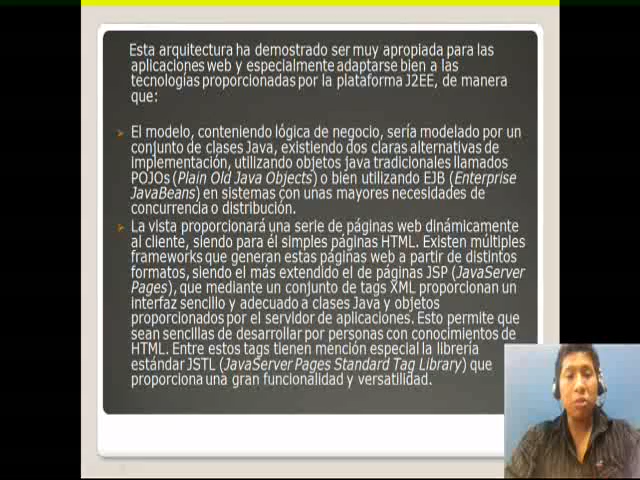 Esta arquitectura ha demostrado ser muy apropiada para las
aplicaciones web y especialmente adaptarse bien a las
tecnologías proporcionadas por la plataforma J2EE, de manera
que:
El modelo, conteniendo lógica de negocio, sería modelado por un
conjunto de clases Java, existiendo dos claras alternativas de
implementación, utilizando objetos java tradicionales llamados
POJOs (Plain Old Java Objects) o bien utilizando EJB (Enterprise
JavaBeans) en sistemas con unas mayores necesidades de
concurrencia o distribución.
La vista proporcionará una serie de páginas web dinámicamente
al cliente, siendo para él simples páginas HTML. Existen múltiples
frameworks que generan estas páginas web a partir de distintos
formatos, siendo el más extendido el de páginas JSP (JavaServer
Pages), que mediante un conjunto de tags XML proporcionan un
interfaz sencillo y adecuado a clases Java y objetos
proporcionados por el servidor de aplicaciones. Esto permite que
sean sencillas de desarrollar por personas con conocimientos de
HTML. Entre estos tags tienen mención especial la librería
estándar JSTL (JavaServer Pages Standard Tag Library) que
proporciona una gran funcionalidad y versatilidad.